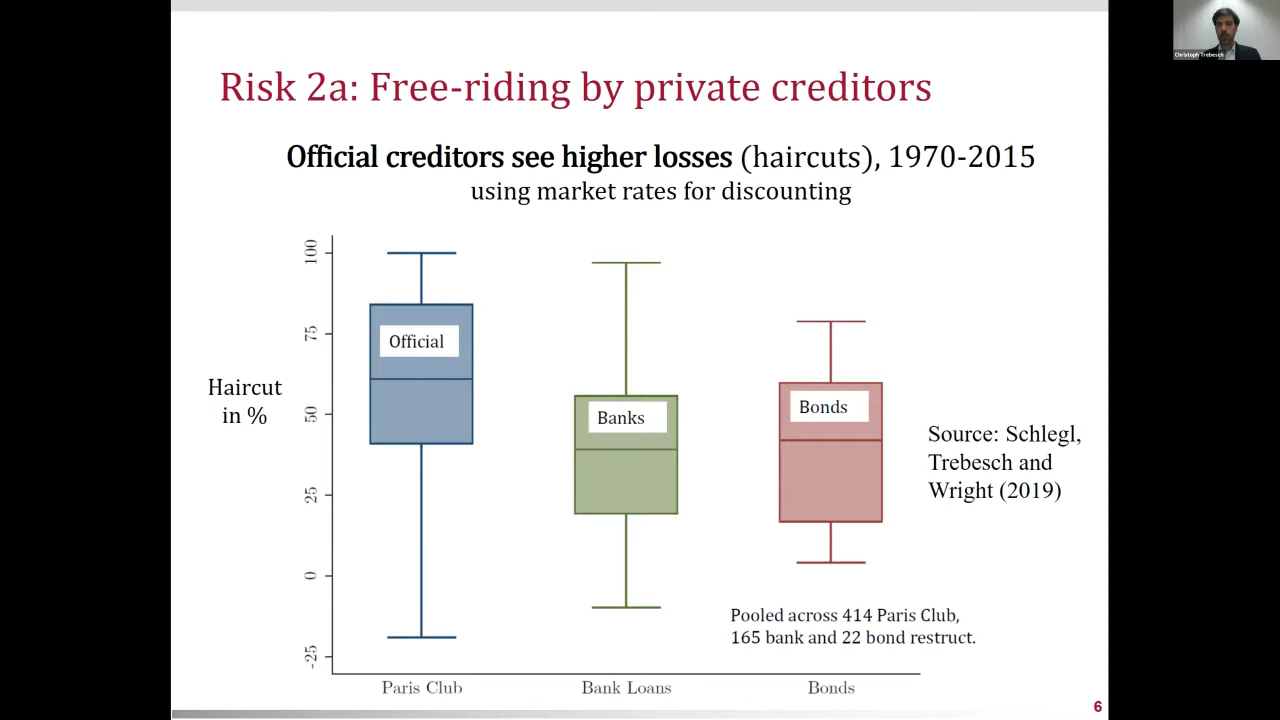 Christoph Trebesch
Risk 2a: Free-riding by private creditors
Official creditors see higher losses (haircuts), 1970-2015
using market rates for discounting
Haircut
in %
100
75
50
25
0
-25
Official
Banks
Bonds
Source: Schlegl,
Trebesch and
Wright (2019)
Pooled across 414 Paris Club,
165 bank and 22 bond restruct.
Paris Club
Bank Loans
Bonds
6